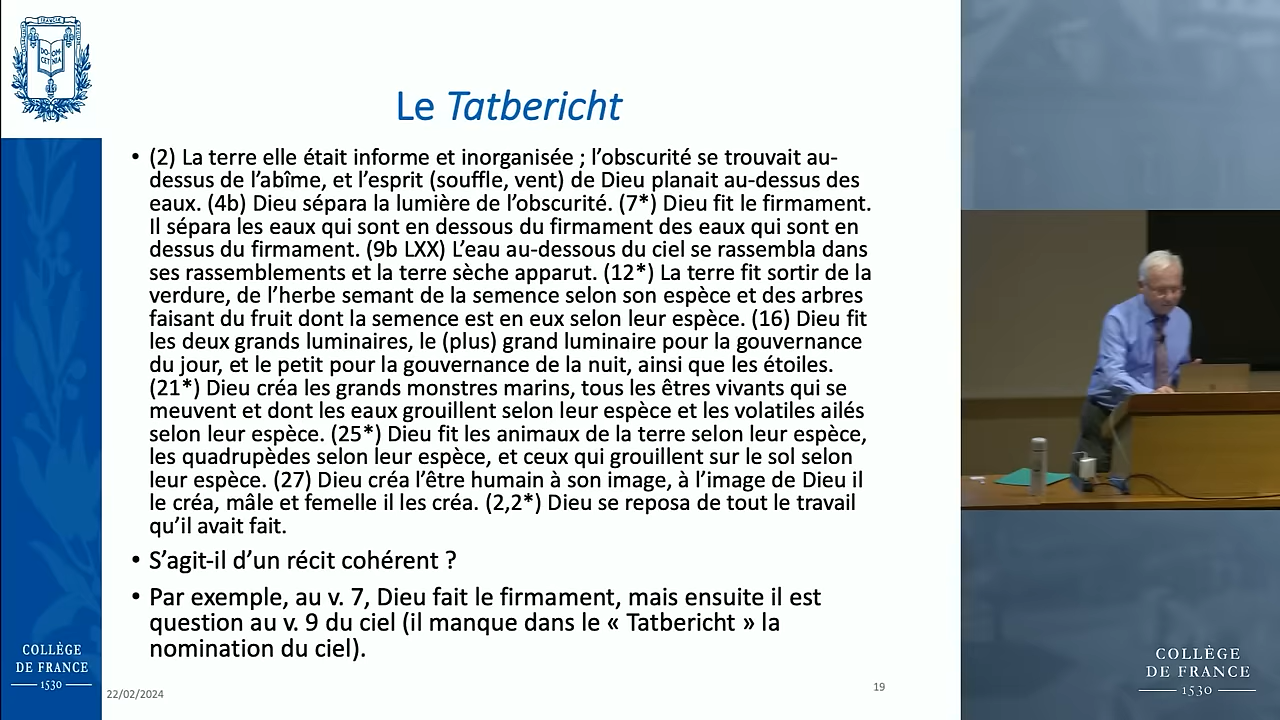 Le Tatbericht
• (2) La terre elle était informe et inorganisée ; l’obscurité se trouvait au-
dessus de l’abîme, et l’esprit (souffle, vent) de Dieu planait au-dessus des
eaux. (4b) Dieu sépara la lumière de l’obscurité. (7*) Dieu fit le firmament.
Il sépara les eaux qui sont en dessous du firmament des eaux qui sont en
dessus du firmament. (9b LXX) L’eau au-dessous du ciel se rassembla dans
ses rassemblements et la terre sèche apparut. (12*) La terre fit sortir de la
verdure, de l’herbe semant de la semence selon son espèce et des arbres
faisant du fruit dont la semence est en eux selon leur espèce. (16) Dieu fit
les deux grands luminaires, le (plus) grand luminaire pour la gouvernance
du jour, et le petit pour la gouvernance de la nuit, ainsi que les étoiles.
(21*) Dieu créa les grands monstres marins, tous les êtres vivants qui se
meuvent et dont les eaux grouillent selon leur espèce et les volatiles ailés
selon leur espèce. (25*) Dieu fit les animaux de la terre selon leur espèce,
les quadrupèdes selon leur espèce, et ceux qui grouillent sur le sol selon
leur espèce. (27) Dieu créa l’être humain à son image, à l’image de Dieu il
le créa, mâle et femelle il les créa. (2,2*) Dieu se reposa de tout le travail
qu’il avait fait.
• S’agit-il d’un récit cohérent ?
• Par exemple, au v. 7, Dieu fait le firmament, mais ensuite il est
question au v. 9 du ciel (il manque dans le « Tatbericht » la
nomination du ciel).
COLLÈGE
DE FRANCE
1530
22/02/2024
19
COLLÈGE
DE FRANCE
1530